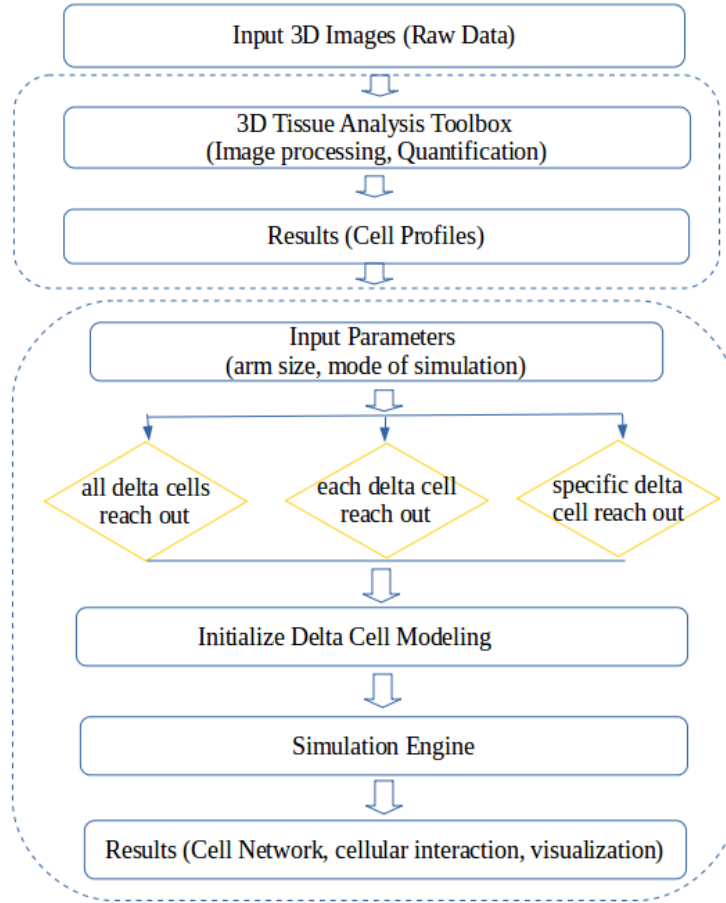 Input 3D Images (Raw Data)
3D Tissue Analysis Toolbox
(Image processing, Quantification)
Results (Cell Profiles)
Input Parameters
(arm size, mode of simulation)
all delta cells
reach out
each delta cell
reach out
specific delta
cell reach out
Initialize Delta Cell Modeling
Simulation Engine
Results (Cell Network, cellular interaction, visualization)